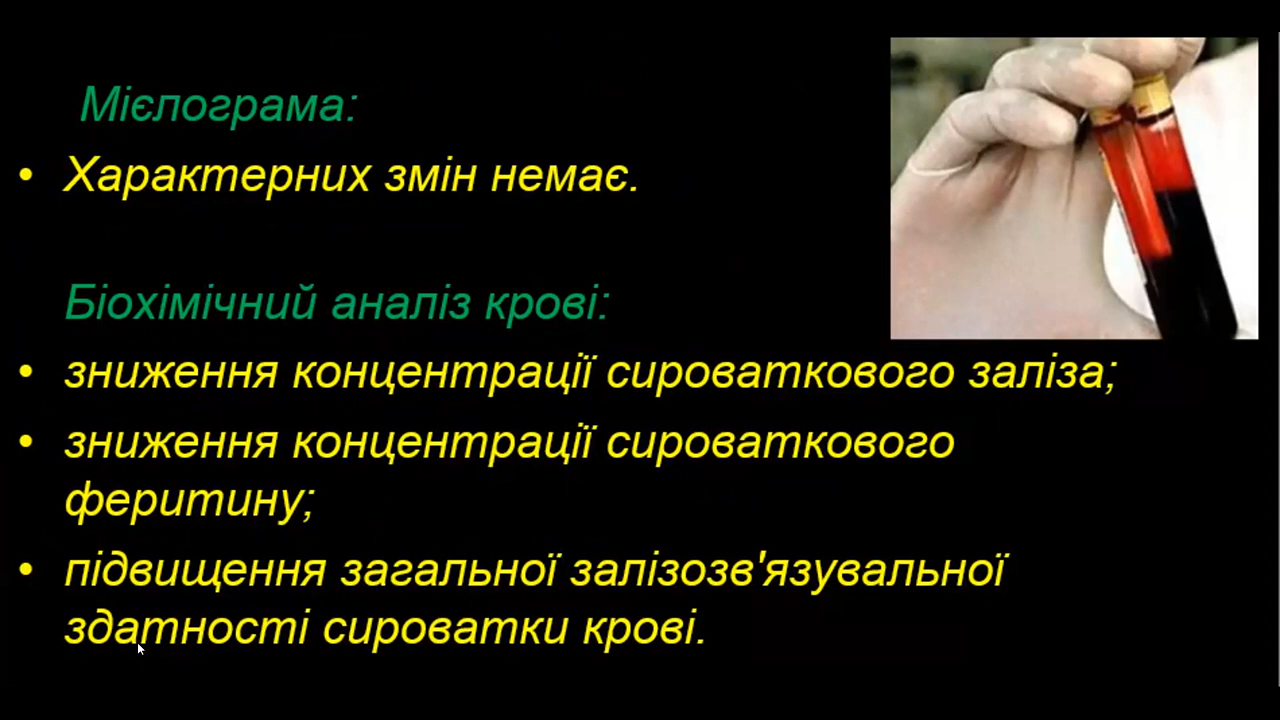 Мієлограма:
• Характерних змін немає.
Біохімічний аналіз крові:
• зниження концентрації сироваткового заліза;
• зниження концентрації сироваткового
феритину;
• підвищення загальної залізозв'язувальної
здатності сироватки крові.